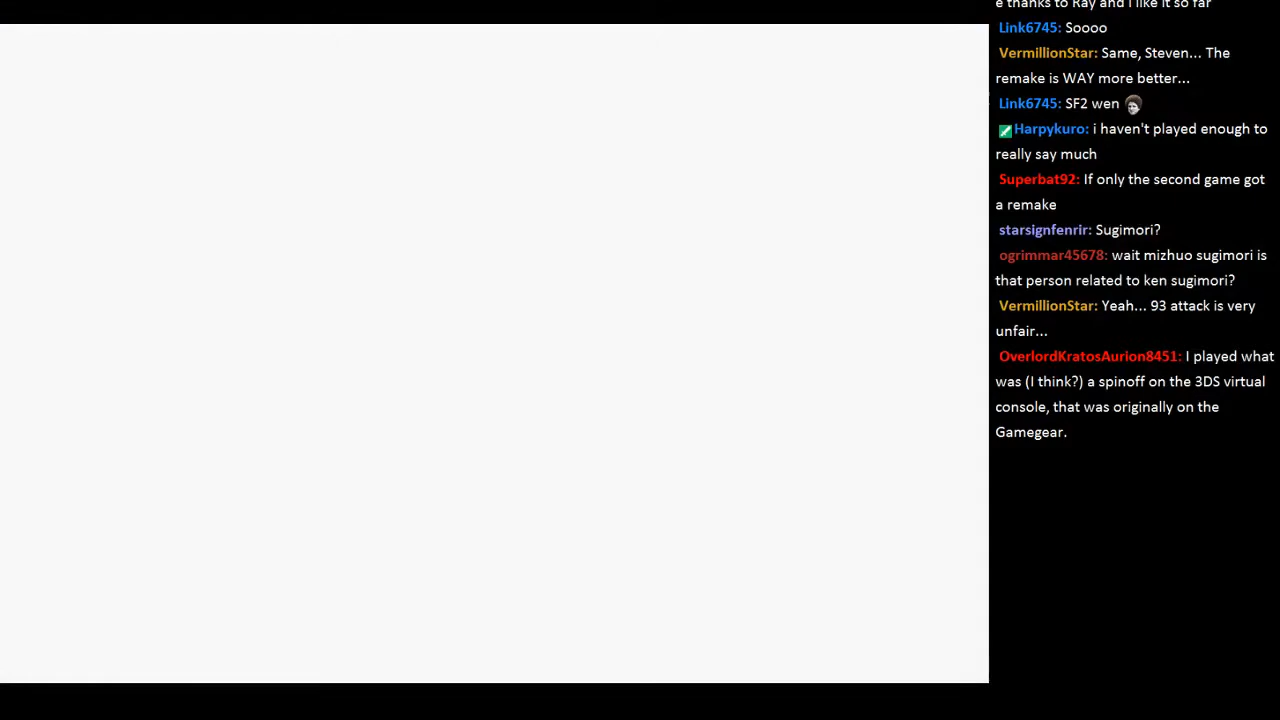 e thanks to Ray and I like it so far
Link6745: Soooo
VermillionStar: Same, Steven... The
remake is WAY more better...
Link6745: SF2 wen
Harpykuro: i haven't played enough to
really say much
Superbat92: If only the second game got
a remake
starsignfenrir: Sugimori?
ogrimmar45678: wait mizhuo sugimori is
that person related to ken sugimori?
VermillionStar: Yeah... 93 attack is very
unfair...
OverlordKratosAurion8451: I played what
was (I think?) a spinoff on the 3DS virtual
console, that was originally on the
Gamegear.